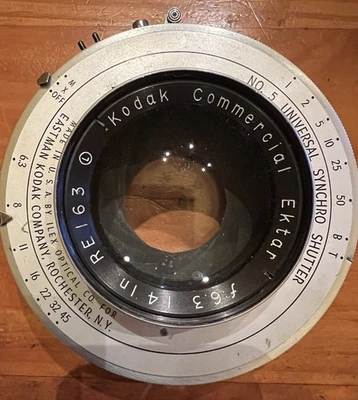 !Kodak Commercial Ektar
f:6.3 14 in RE163 Ⓛ
NO. 5 UNIVERSAL SYNCHRO SHUTTER
1 2 5 10 25 50 B T
OFF X M
MADE IN U.S.A. BY ILEX OPTICAL CO. FOR
EASTMAN KODAK COMPANY, ROCHESTER, N.Y.
6.3 8 11 16 22 32 45